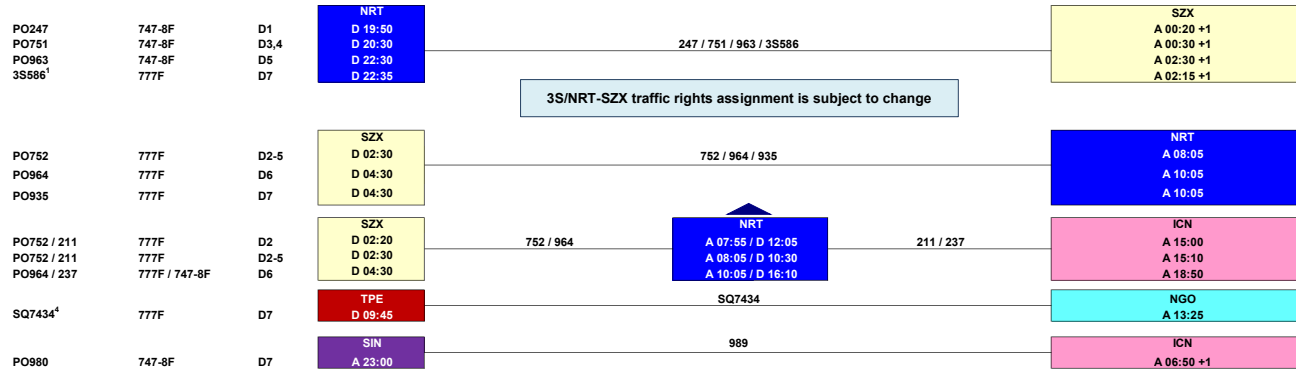 NRT SZX
PO247 747-8F D1 D 19:50 A 00:20 +1
PO751 747-8F D3,4 D 20:30 247 / 751 / 963 / 3S586 A 00:30 +1
PO963 747-8F D5 D 22:30 A 02:30 +1
3S586¹ 777F D7 D 22:35 A 02:15 +1
3S/NRT-SZX traffic rights assignment is subject to change
SZX NRT
PO752 777F D2-5 D 02:30 752 / 964 / 935 A 08:05
PO964 777F D6 D 04:30 A 10:05
PO935 777F D7 D 04:30 A 10:05
SZX NRT ICN
PO752 / 211 777F D2 D 02:20 752 / 964 A 07:55 / D 12:05 211 / 237 A 15:00
PO752 / 211 777F D2-5 D 02:30 A 08:05 / D 10:30 A 15:10
PO964 / 237 777F / 747-8F D6 D 04:30 A 10:05 / D 16:10 A 18:50
TPE SQ7434 NGO
SQ7434⁴ 777F D7 D 09:45 A 13:25
SIN 989 ICN
PO980 747-8F D7 A 23:00 A 06:50 +1